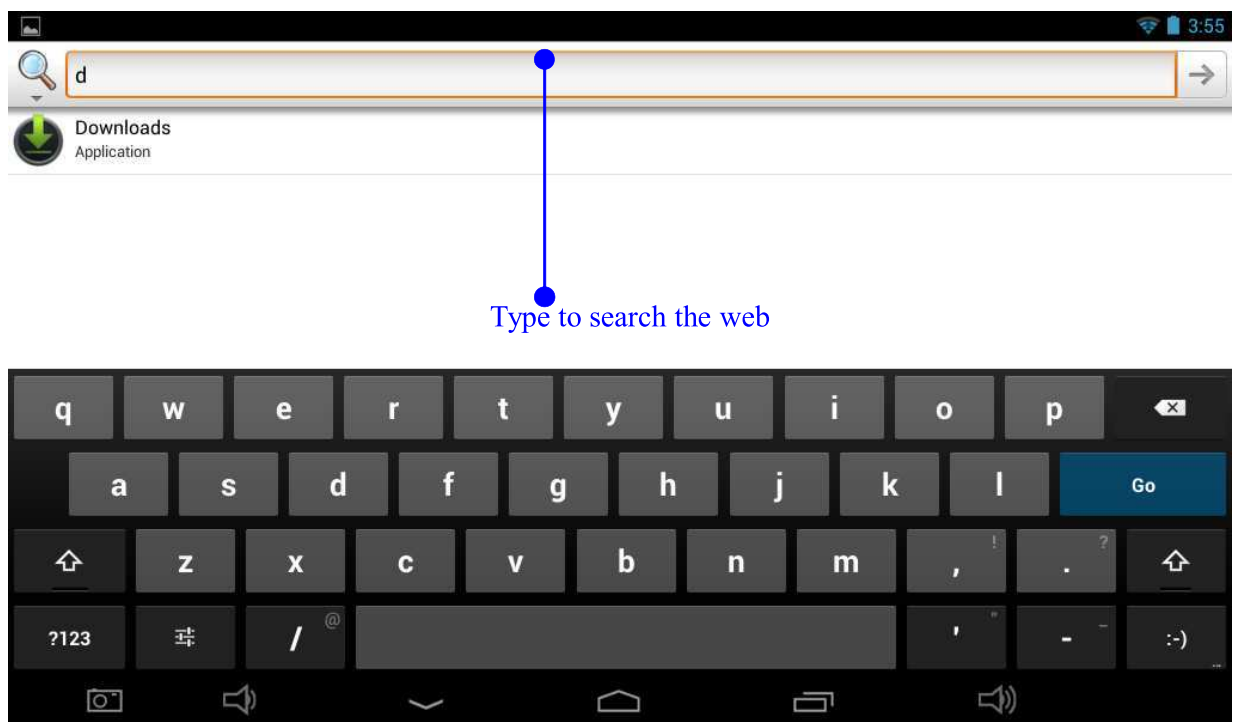 3:55
d
Downloads
Application
Type to search the web
q w e r t y u i o p
a s d f g h j k l Go
z x c v b n m , ! . ?
?123 / @ ' " - _ :-) ...